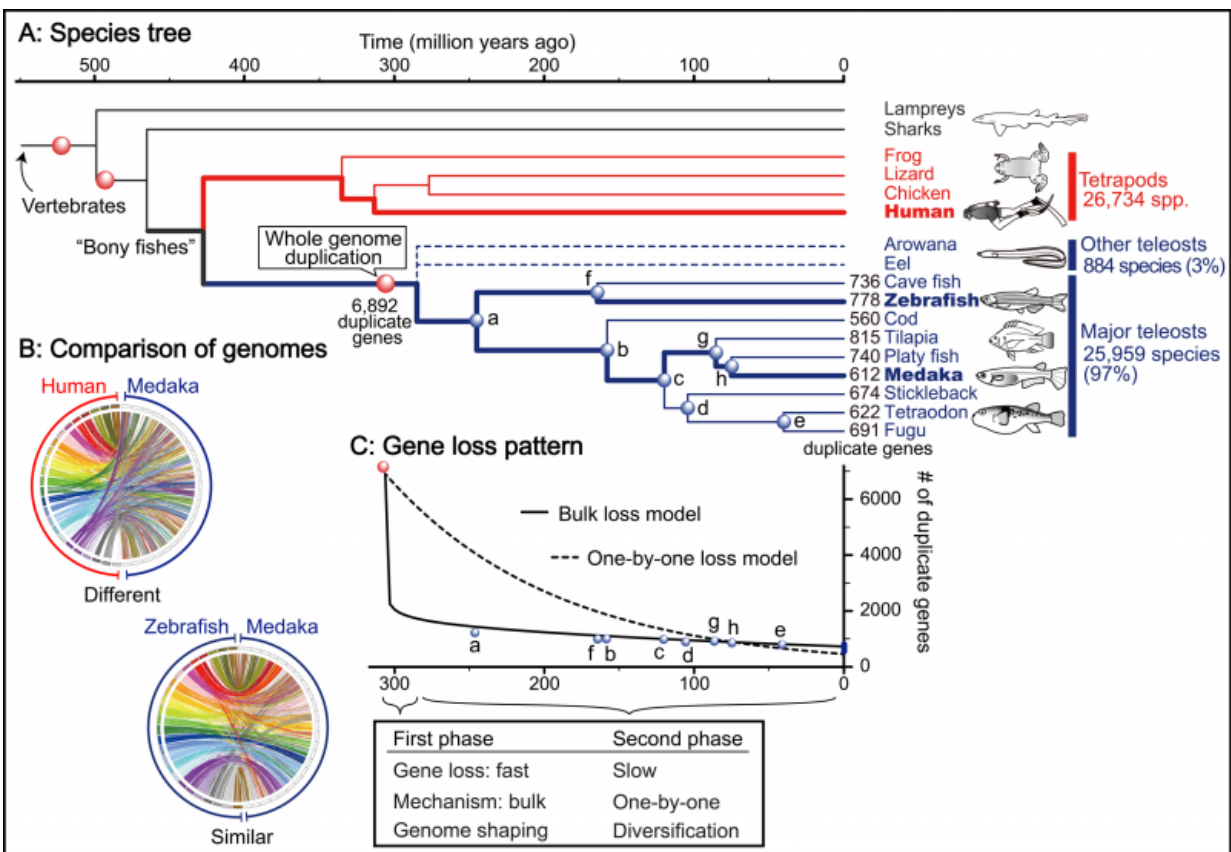 A: Species tree
Time (million years ago)
500 400 300 200 100 0
Lampreys
Sharks
Frog
Lizard
Chicken
Human
Tetrapods
26,734 spp.
Vertebrates
"Bony fishes"
Whole genome
duplication
6,892
duplicate
genes
Arowana
Eel
Other teleosts
884 species (3%)
a
f
b
c
g
h
d
e
736 Cave fish
778 Zebrafish
560 Cod
815 Tilapia
740 Platy fish
612 Medaka
674 Stickleback
622 Tetraodon
691 Fugu
duplicate genes
Major teleosts
25,959 species
(97%)
B: Comparison of genomes
Human Medaka
Different
Zebrafish Medaka
Similar
C: Gene loss pattern
Bulk loss model
One-by-one loss model
# of duplicate genes
6000
4000
2000
0
a f b c d g h e
300 200 100 0
First phase Second phase
Gene loss: fast Slow
Mechanism: bulk One-by-one
Genome shaping Diversification